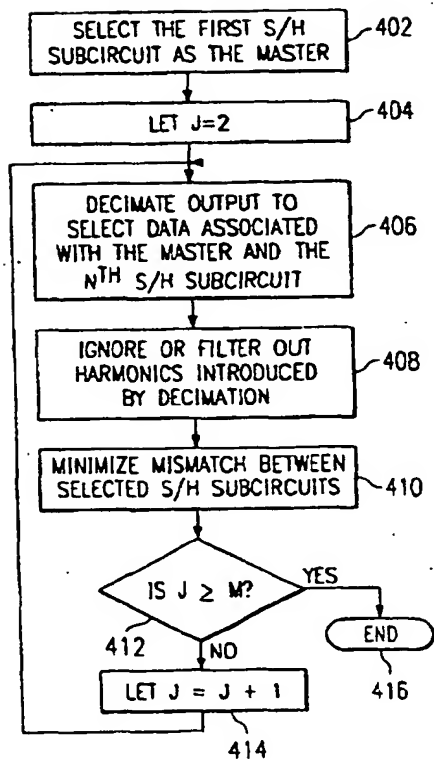 SELECT THE FIRST S/H
SUBCIRCUIT AS THE MASTER
402
LET J=2
404
DECIMATE OUTPUT TO
SELECT DATA ASSOCIATED
WITH THE MASTER AND THE
NTH S/H SUBCIRCUIT
406
IGNORE OR FILTER OUT
HARMONICS INTRODUCED
BY DECIMATION
408
MINIMIZE MISMATCH BETWEEN
SELECTED S/H SUBCIRCUITS
410
IS J ≥ M?
YES
412
NO
END
416
LET J = J + 1
414